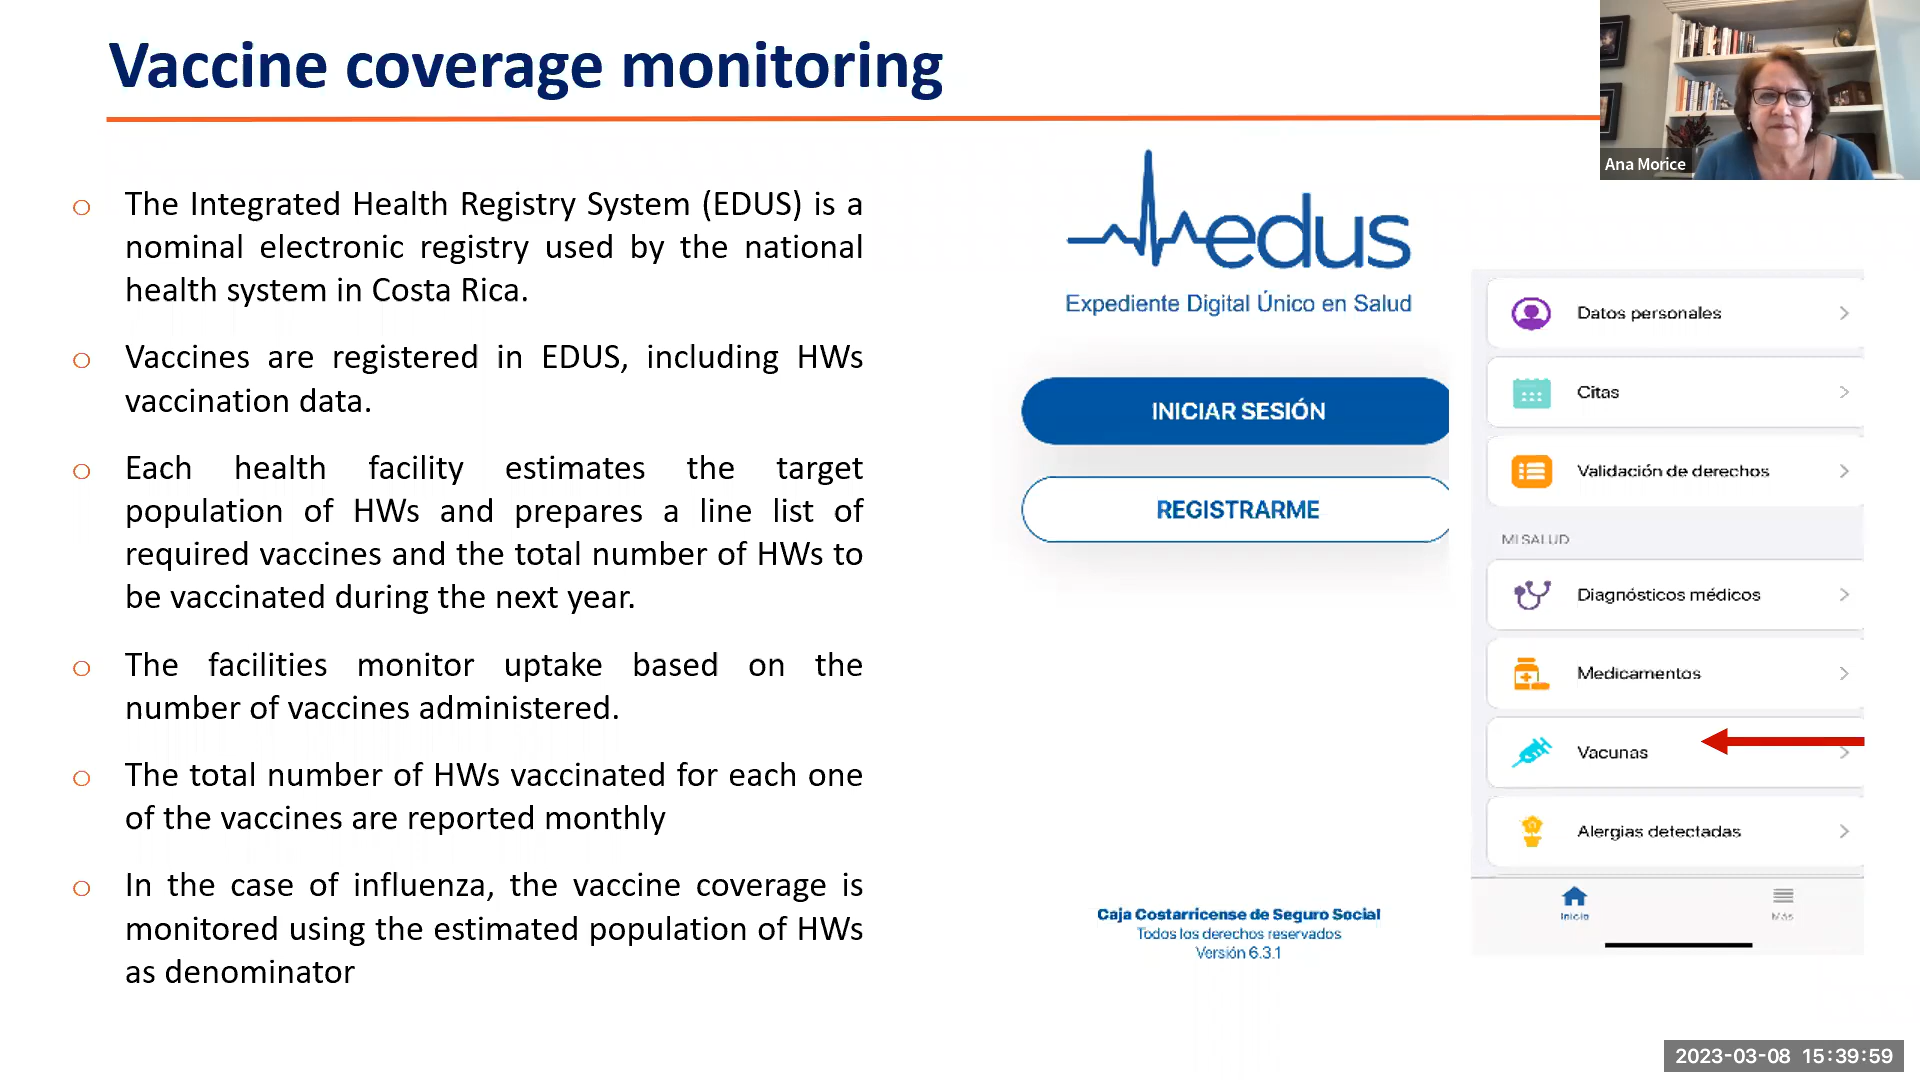 Vaccine coverage monitoring
Ana Morice
o The Integrated Health Registry System (EDUS) is a
nominal electronic registry used by the national
health system in Costa Rica.
o Vaccines are registered in EDUS, including HWs
vaccination data.
o Each health facility estimates the target
population of HWs and prepares a line list of
required vaccines and the total number of HWs to
be vaccinated during the next year.
o The facilities monitor uptake based on the
number of vaccines administered.
o The total number of HWs vaccinated for each one
of the vaccines are reported monthly
o In the case of influenza, the vaccine coverage is
monitored using the estimated population of HWs
as denominator
edus
Expediente Digital Único en Salud
INICIAR SESIÓN
REGISTRARME
Caja Costarricense de Seguro Social
Todos los derechos reservados
Versión 6.3.1
Datos personales
Citas
Validación de derechos
MI SALUD
Diagnósticos médicos
Medicamentos
Vacunas
Alergias detectadas
Inicio
Más
2023-03-08 15:39:59